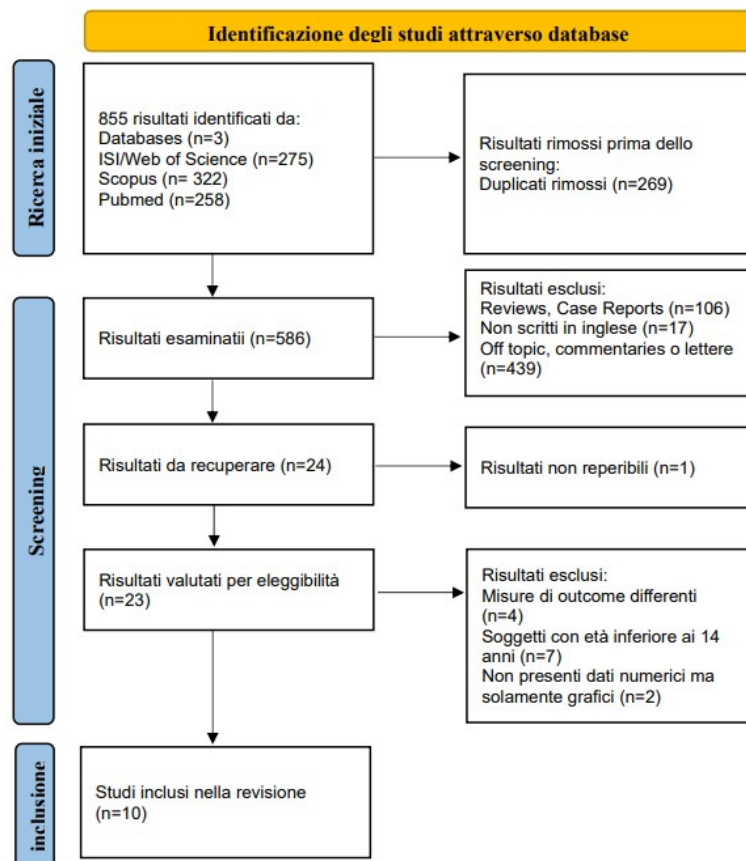 Identificazione degli studi attraverso database
Ricerca iniziale
855 risultati identificati da:
Databases (n=3)
ISI/Web of Science (n=275)
Scopus (n= 322)
Pubmed (n=258)
Risultati rimossi prima dello
screening:
Duplicati rimossi (n=269)
Screening
Risultati esaminatii (n=586)
Risultati esclusi:
Reviews, Case Reports (n=106)
Non scritti in inglese (n=17)
Off topic, commentaries o lettere
(n=439)
Risultati da recuperare (n=24)
Risultati non reperibili (n=1)
Risultati valutati per eleggibilità
(n=23)
Risultati esclusi:
Misure di outcome differenti
(n=4)
Soggetti con età inferiore ai 14
anni (n=7)
Non presenti dati numerici ma
solamente grafici (n=2)
inclusione
Studi inclusi nella revisione
(n=10)